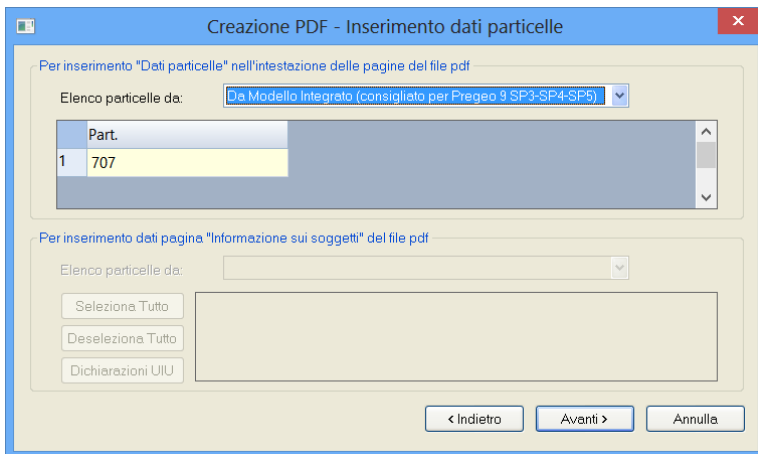 Creazione PDF - Inserimento dati particelle
Per inserimento "Dati particelle" nell'intestazione delle pagine del file pdf
Elenco particelle da: Da Modello Integrato (consigliato per Pregeo 9 SP3-SP4-SP5)
Part.
1 707
Per inserimento dati pagina "Informazione sui soggetti" del file pdf
Elenco particelle da:
Seleziona Tutto
Deseleziona Tutto
Dichiarazioni UIU
< Indietro Avanti > Annulla